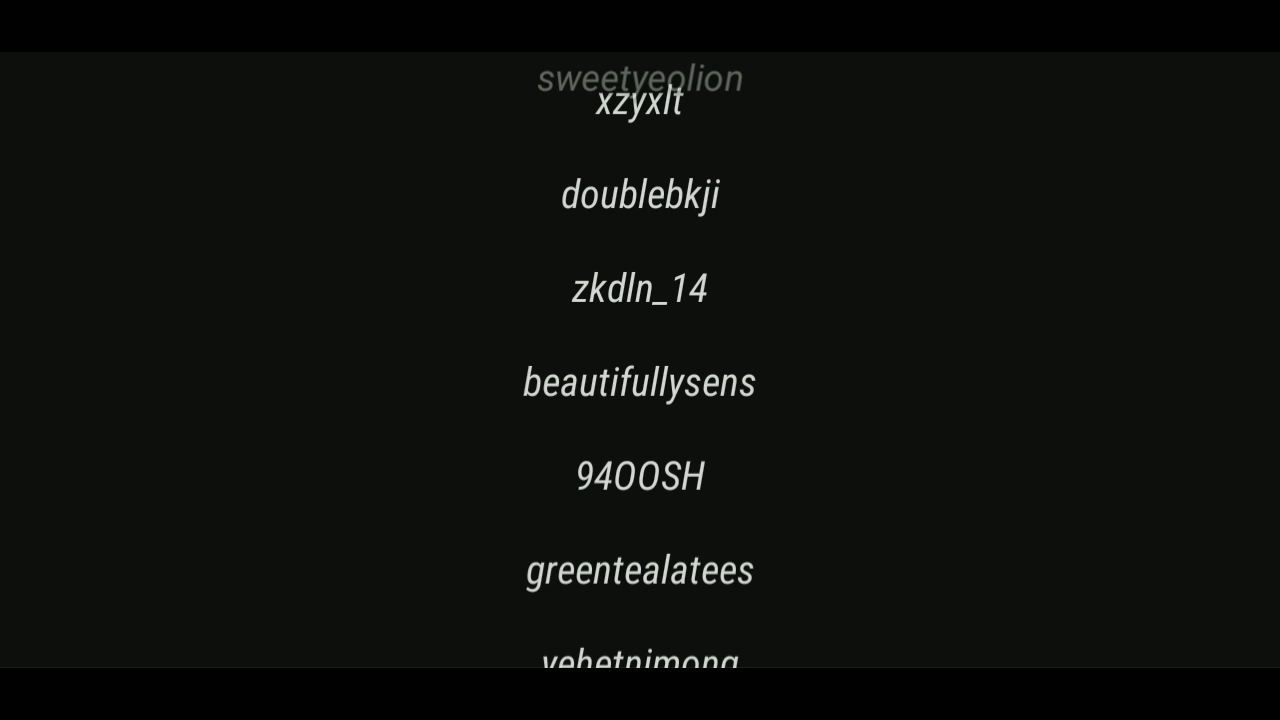 sweetyeolion
xzyxlt
doublebkji
zkdln_14
beautifullysens
94OOSH
greentealatees